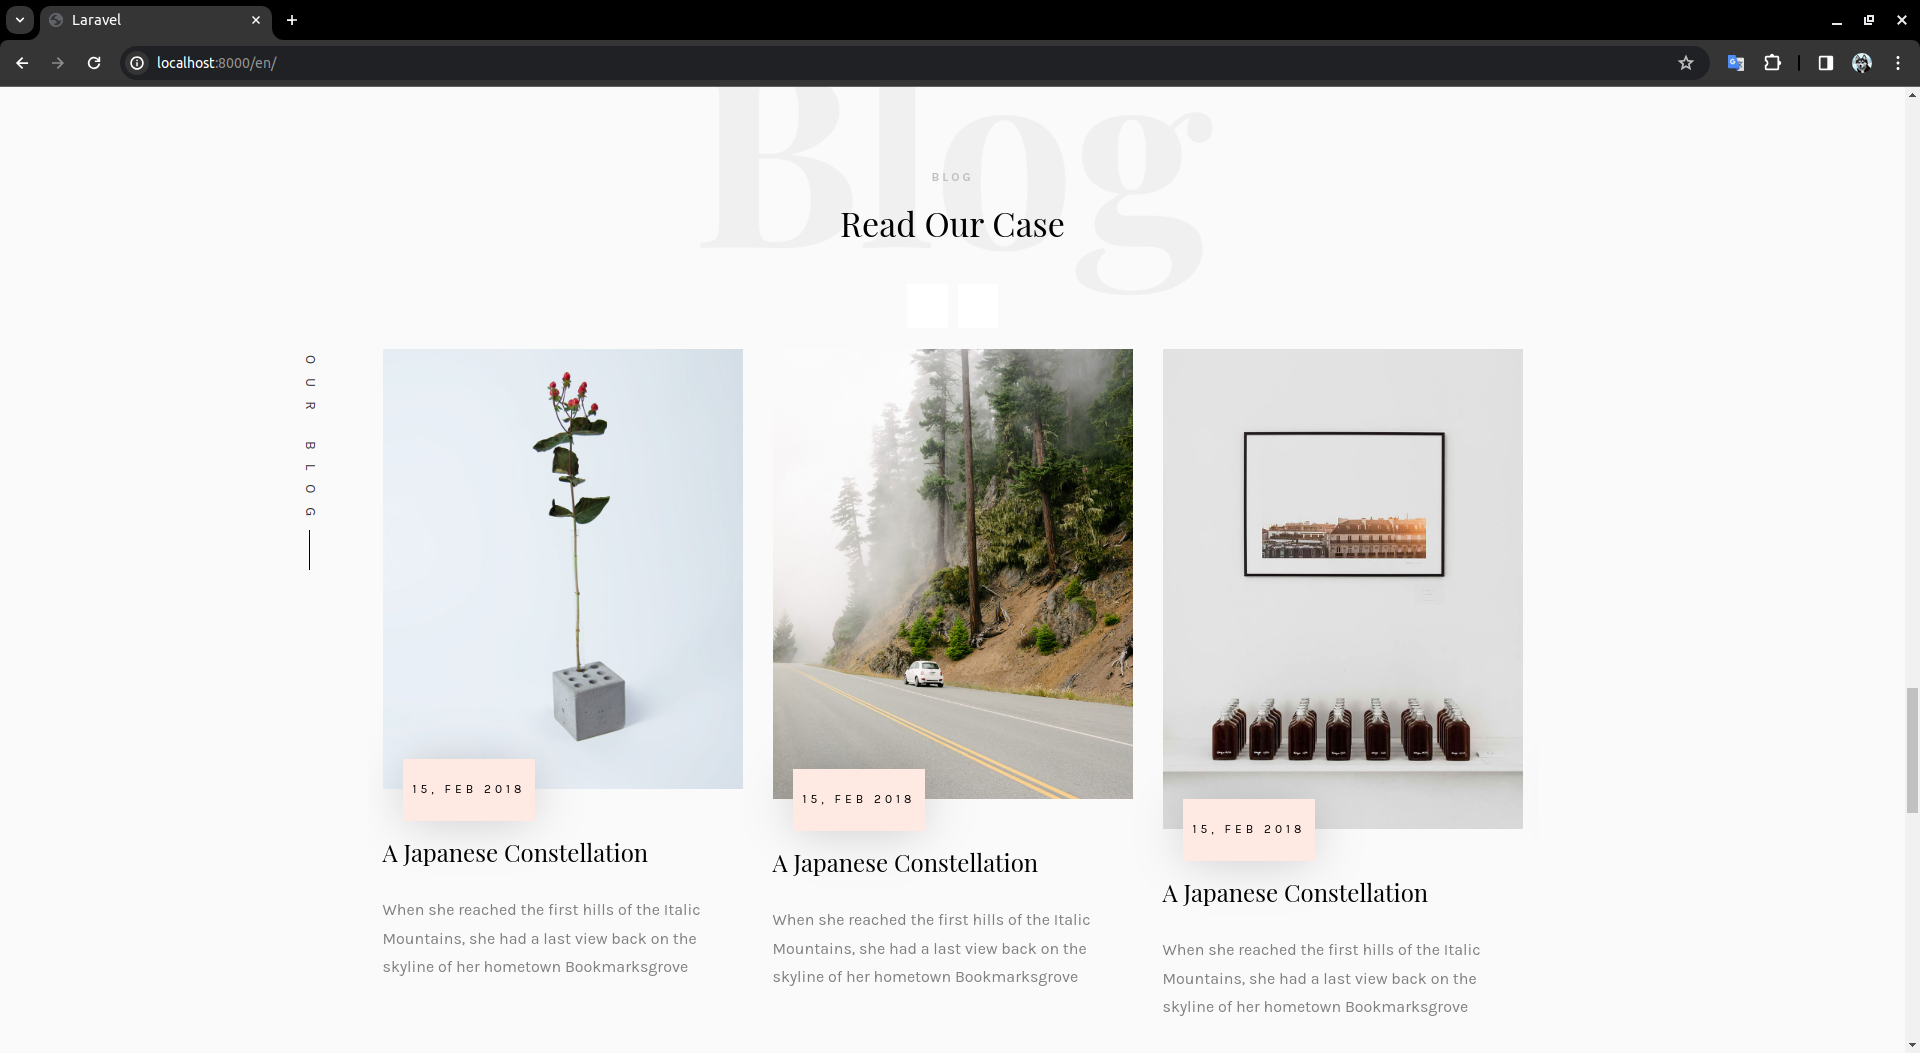 Laravel
localhost:8000/en/
Blog
BLOG
Read Our Case
OUR BLOG
15, FEB 2018
A Japanese Constellation
When she reached the first hills of the Italic
Mountains, she had a last view back on the
skyline of her hometown Bookmarksgrove
15, FEB 2018
A Japanese Constellation
When she reached the first hills of the Italic
Mountains, she had a last view back on the
skyline of her hometown Bookmarksgrove
15, FEB 2018
A Japanese Constellation
When she reached the first hills of the Italic
Mountains, she had a last view back on the
skyline of her hometown Bookmarksgrove